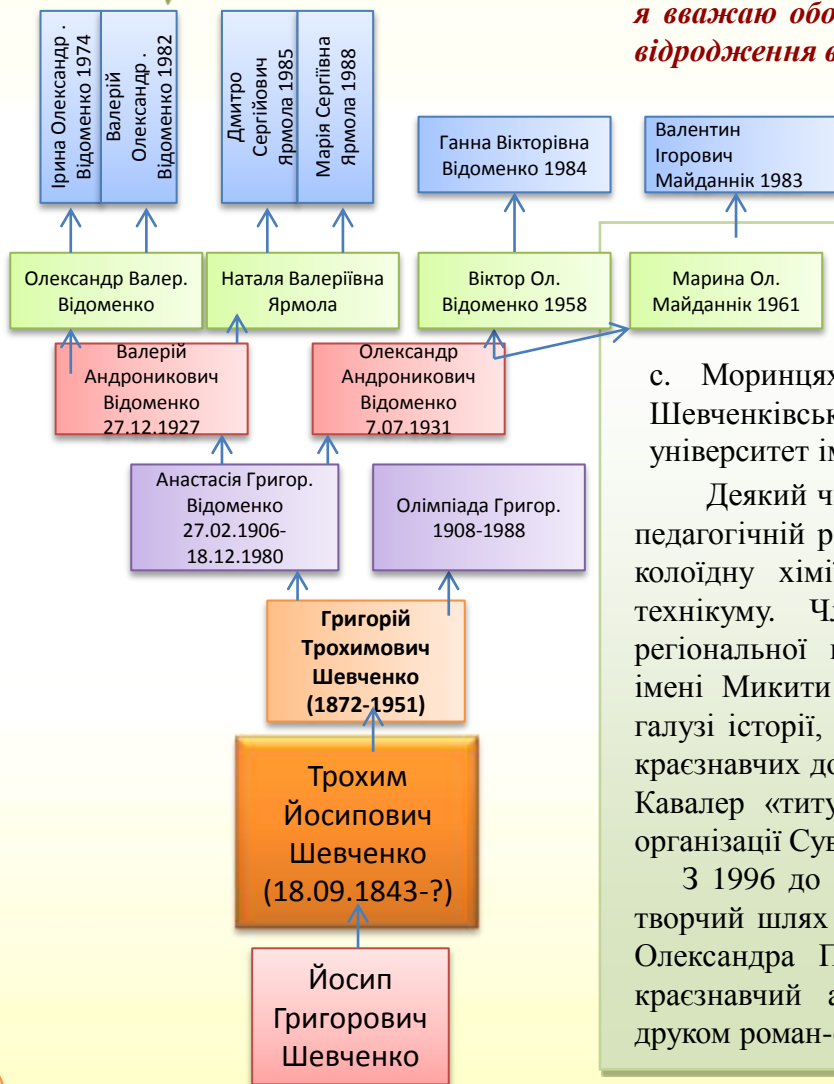 я вважаю обо
відродження в
Ірина Олександр .
Відоменко 1974
Валерій
Олександр .
Відоменко 1982
Дмитро
Сергійович
Ярмола 1985
Марія Сергіївна
Ярмола 1988
Ганна Вікторівна
Відоменко 1984
Валентин
Ігорович
Майданнік 1983
Олександр Валер.
Відоменко
Наталя Валеріївна
Ярмола
Віктор Ол.
Відоменко 1958
Марина Ол.
Майданнік 1961
Валерій
Андроникович
Відоменко
27.12.1927
Олександр
Андроникович
Відоменко
7.07.1931
Анастасія Григор.
Відоменко
27.02.1906-
18.12.1980
Олімпіада Григор.
1908-1988
Григорій
Трохимович
Шевченко
(1872-1951)
Трохим
Йосипович
Шевченко
(18.09.1843-?)
Йосип
Григорович
Шевченко
с. Моринцях
Шевченківськ
університет ім
Деякий ч
педагогічній р
колоїдну хімі
технікуму. Чл
регіональної
імені Микити
галузі історії,
краєзнавчих до
Кавалер «титу
організації Сув
З 1996 до
творчий шлях
Олександра П
краєзнавчий а
друком роман-